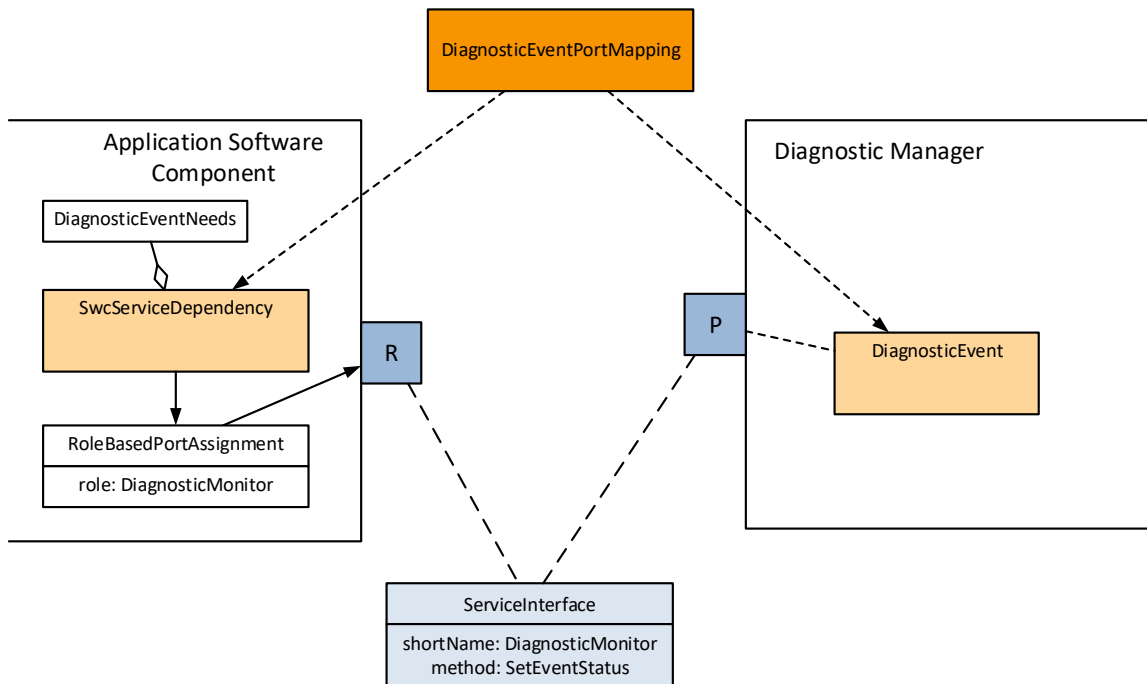 DiagnosticEventPortMapping
Application Software
Component
DiagnosticEventNeeds
SwcServiceDependency
RoleBasedPortAssignment
role: DiagnosticMonitor
R
P
Diagnostic Manager
DiagnosticEvent
ServiceInterface
shortName: DiagnosticMonitor
method: SetEventStatus